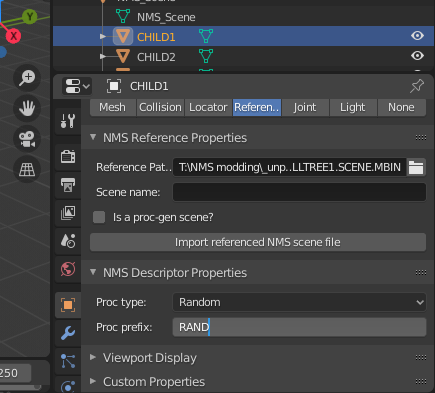 NMS_Scene
Y
X
NMS_Scene
CHILD1
CHILD2
CHILD1
Mesh Collision Locator Referen.. Joint Light None
NMS Reference Properties
Reference Pat.. T:\NMS modding\_unp..LLTREE1.SCENE.MBIN
Scene name:
Is a proc-gen scene?
Import referenced NMS scene file
NMS Descriptor Properties
Proc type: Random
Proc prefix: RAND
Viewport Display
250
Custom Properties